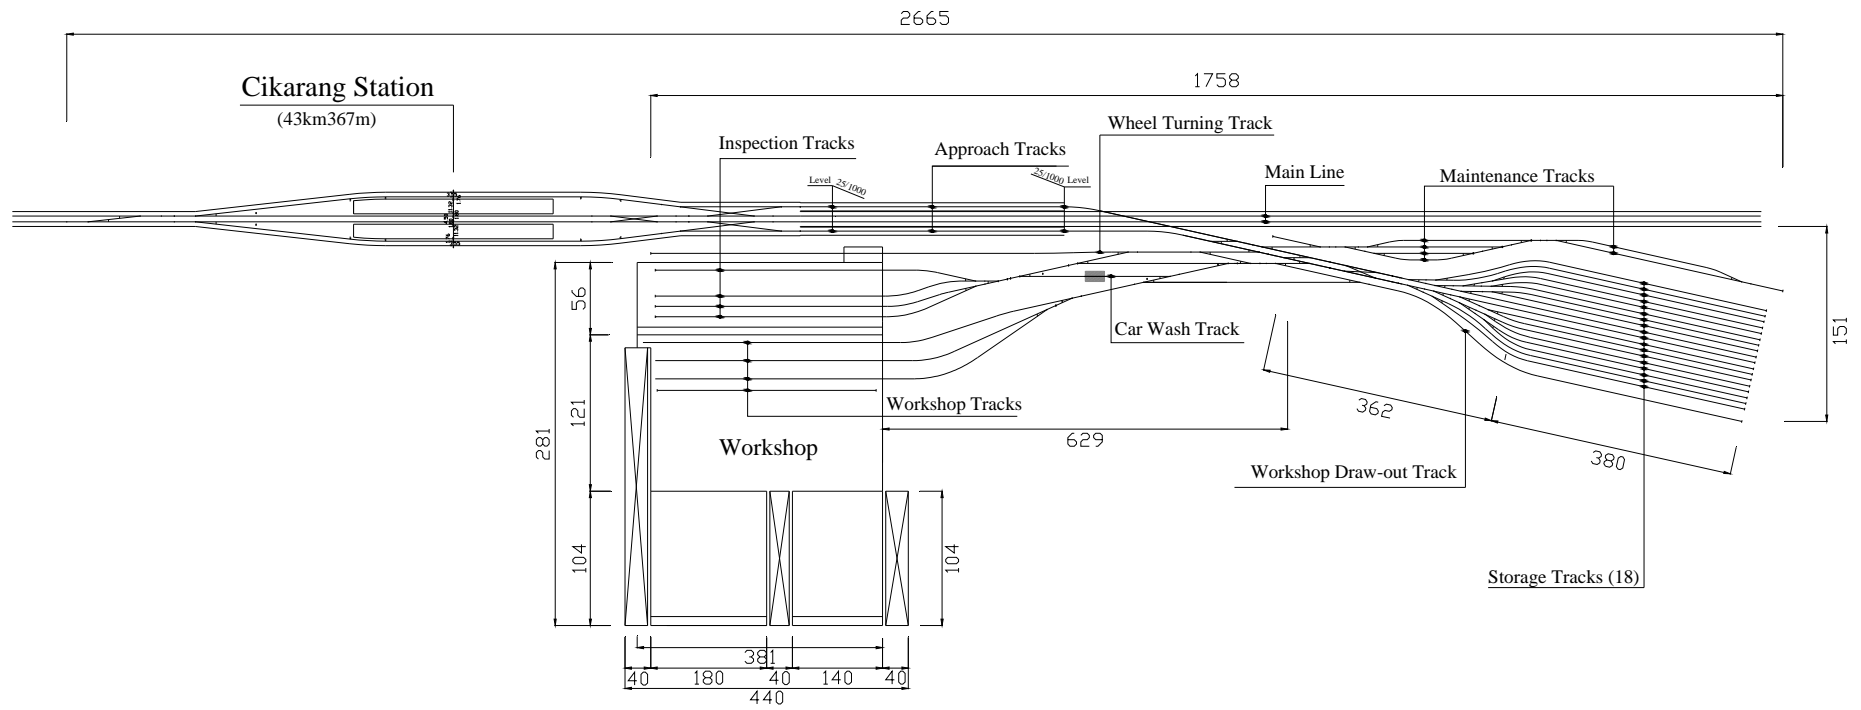 2665
1758
Cikarang Station
(43km367m)
Wheel Turning Track
Inspection Tracks
Approach Tracks
Main Line
Maintenance Tracks
Level 25/1000
25/1000 Level
56
151
Car Wash Track
121
281
Workshop Tracks
362
629
Workshop
380
Workshop Draw-out Track
104
104
Storage Tracks (18)
381
40 180 40 140 40
440